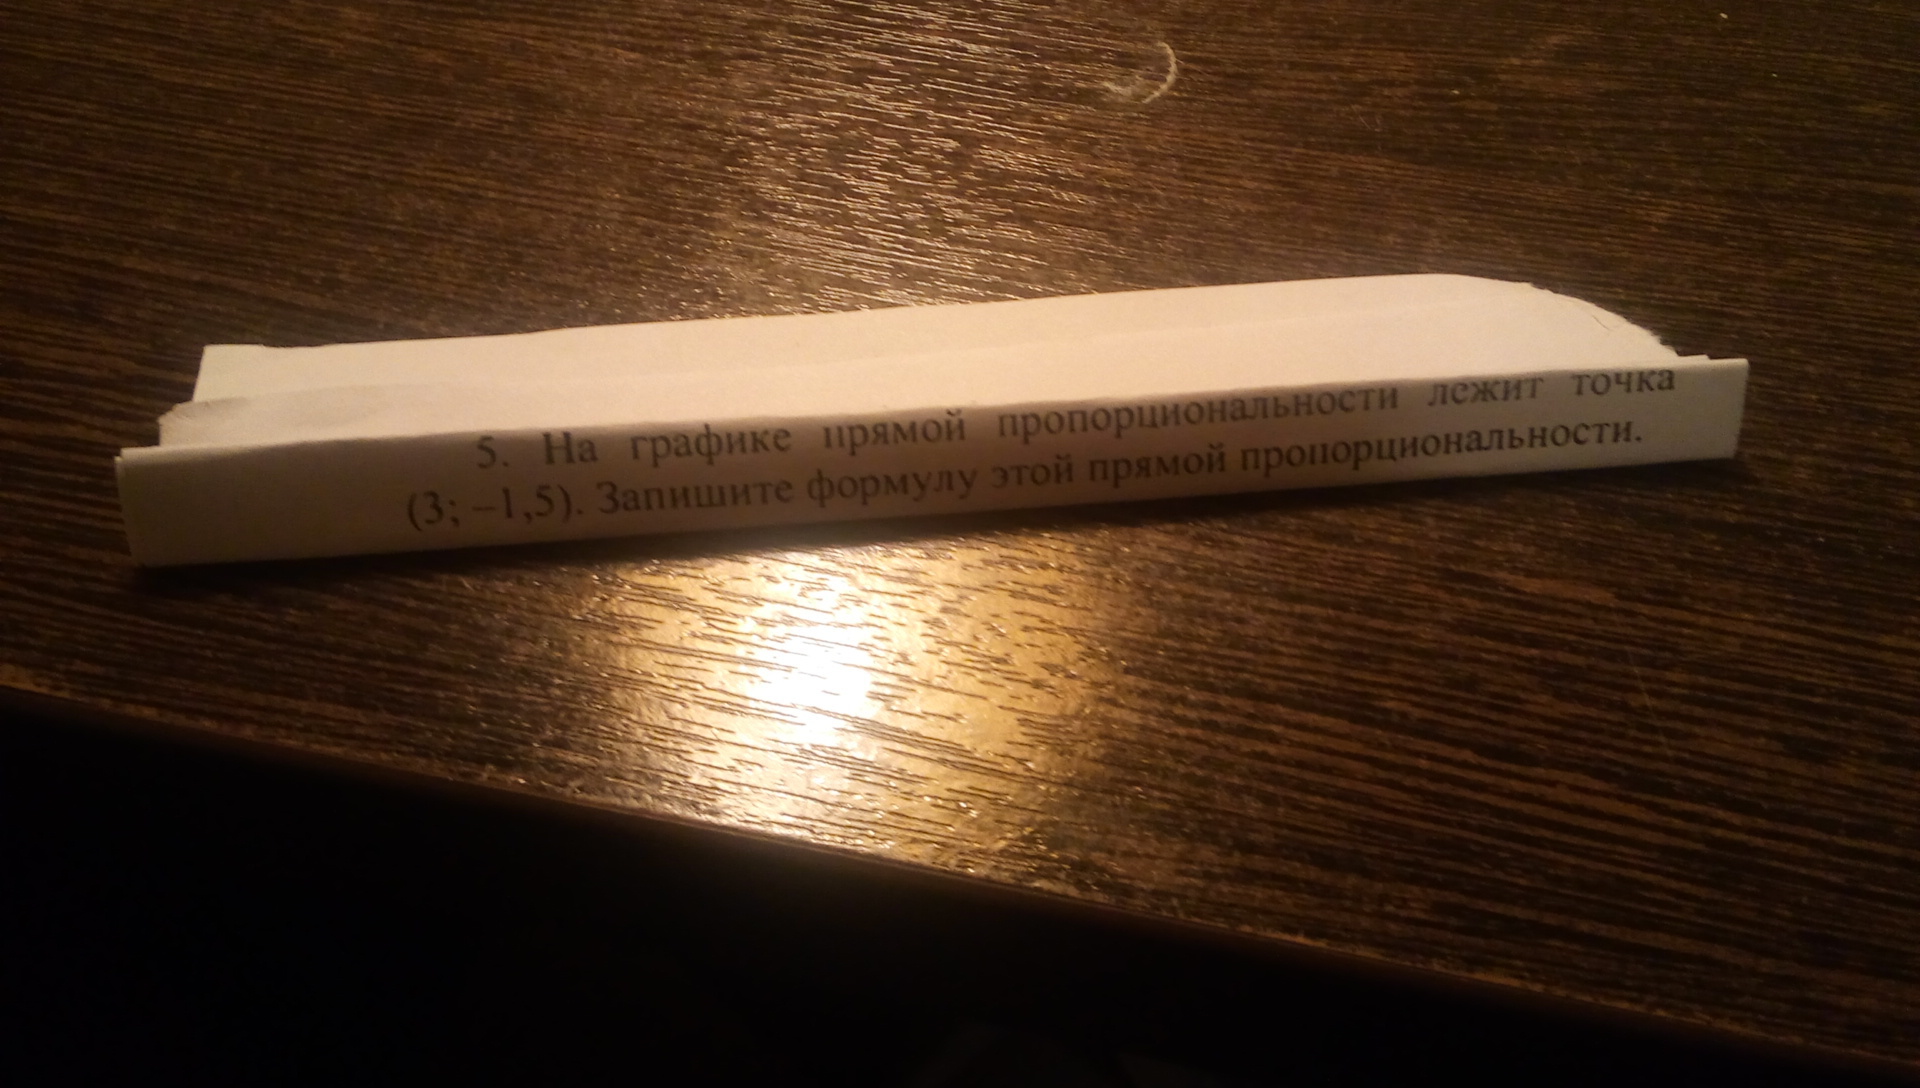 5. На графике прямой пропорциональности лежит точка
(3; –1,5). Запишите формулу этой прямой пропорциональности.